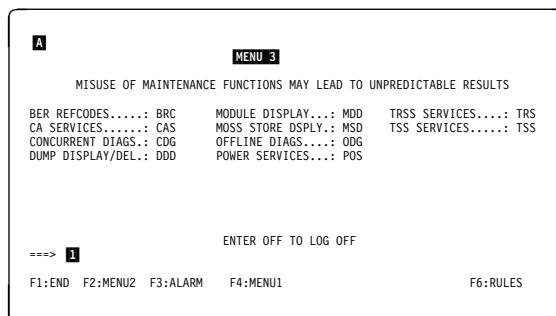 A
MENU 3
MISUSE OF MAINTENANCE FUNCTIONS MAY LEAD TO UNPREDICTABLE RESULTS
BER REFCODES.....: BRC MODULE DISPLAY...: MDD TRSS SERVICES....: TRS
CA SERVICES......: CAS MOSS STORE DSPLY.: MSD TSS SERVICES.....: TSS
CONCURRENT DIAGS.: CDG OFFLINE DIAGS....: ODG
DUMP DISPLAY/DEL.: DDD POWER SERVICES...: POS
ENTER OFF TO LOG OFF
===> 1
F1:END F2:MENU2 F3:ALARM F4:MENU1 F6:RULES